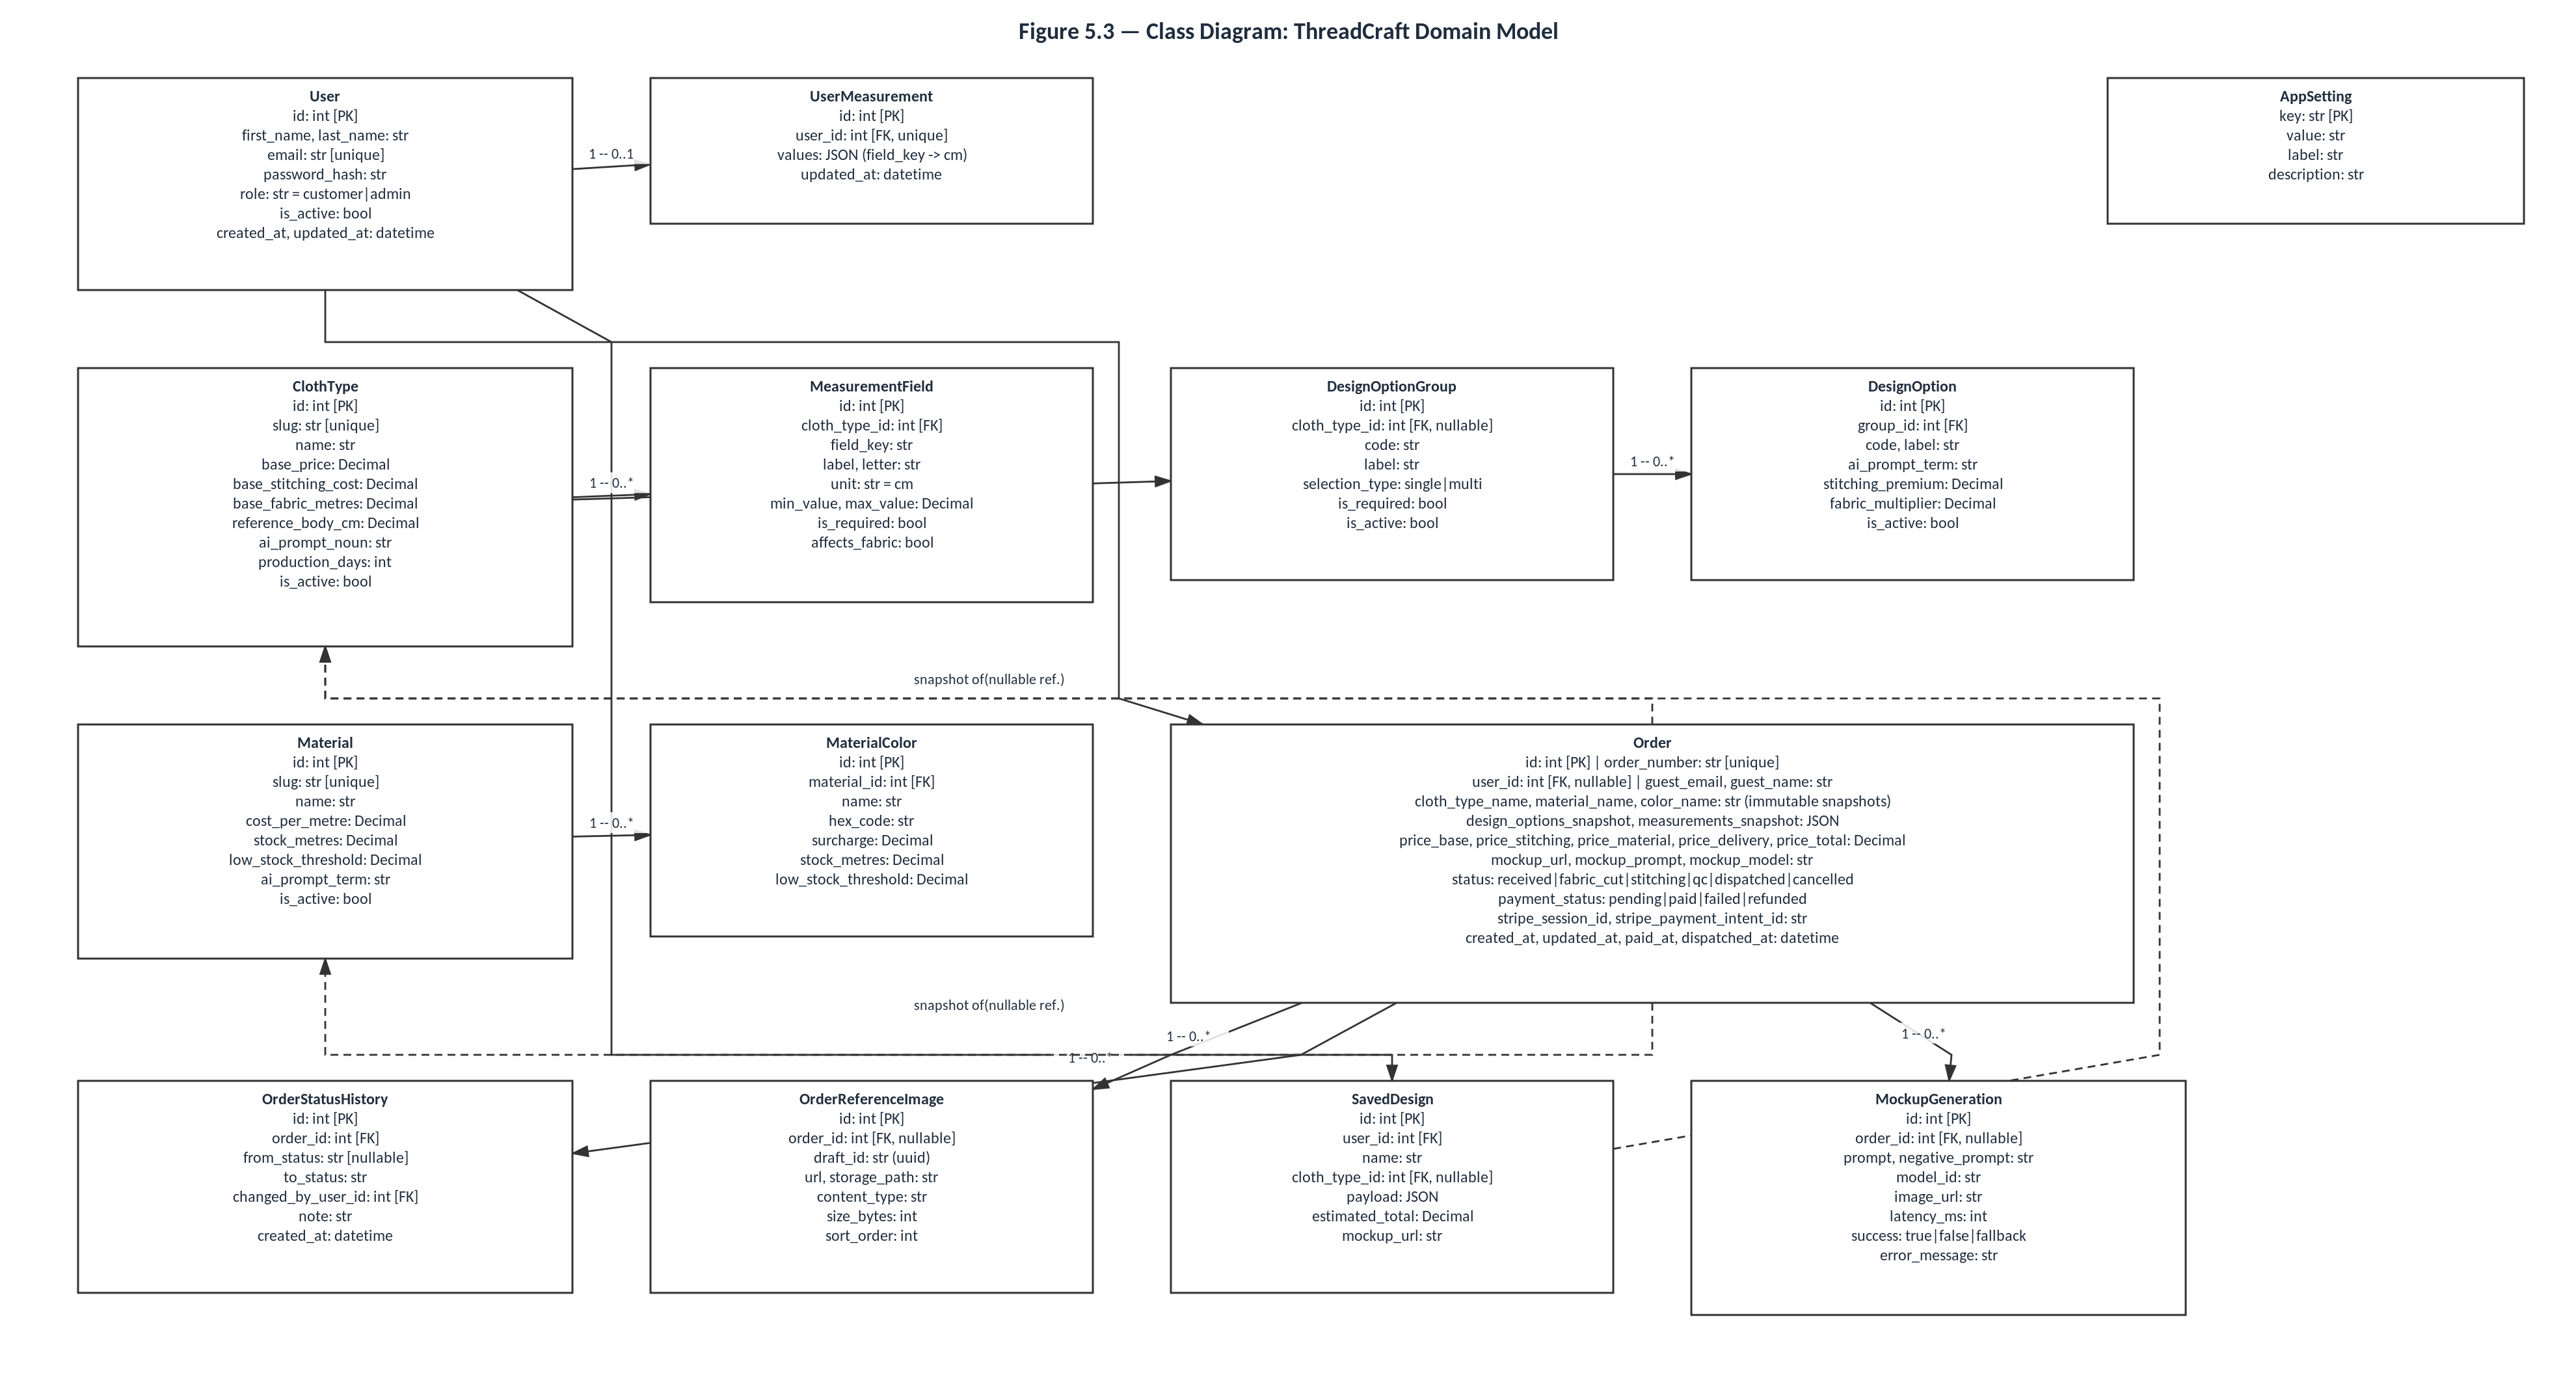 Figure 5.3 — Class Diagram: ThreadCraft Domain Model
User
id: int [PK]
first_name, last_name: str
email: str [unique]
password_hash: str
role: str = customer|admin
is_active: bool
created_at, updated_at: datetime
1 -- 0..1
UserMeasurement
id: int [PK]
user_id: int [FK, unique]
values: JSON (field_key -> cm)
updated_at: datetime
AppSetting
key: str [PK]
value: str
label: str
description: str
ClothType
id: int [PK]
slug: str [unique]
name: str
base_price: Decimal
base_stitching_cost: Decimal
base_fabric_metres: Decimal
reference_body_cm: Decimal
ai_prompt_noun: str
production_days: int
is_active: bool
1 -- 0..*
MeasurementField
id: int [PK]
cloth_type_id: int [FK]
field_key: str
label, letter: str
unit: str = cm
min_value, max_value: Decimal
is_required: bool
affects_fabric: bool
DesignOptionGroup
id: int [PK]
cloth_type_id: int [FK, nullable]
code: str
label: str
selection_type: single|multi
is_required: bool
is_active: bool
1 -- 0..*
DesignOption
id: int [PK]
group_id: int [FK]
code, label: str
ai_prompt_term: str
stitching_premium: Decimal
fabric_multiplier: Decimal
is_active: bool
snapshot of(nullable ref.)
Material
id: int [PK]
slug: str [unique]
name: str
cost_per_metre: Decimal
stock_metres: Decimal
low_stock_threshold: Decimal
ai_prompt_term: str
is_active: bool
1 -- 0..*
MaterialColor
id: int [PK]
material_id: int [FK]
name: str
hex_code: str
surcharge: Decimal
stock_metres: Decimal
low_stock_threshold: Decimal
Order
id: int [PK] | order_number: str [unique]
user_id: int [FK, nullable] | guest_email, guest_name: str
cloth_type_name, material_name, color_name: str (immutable snapshots)
design_options_snapshot, measurements_snapshot: JSON
price_base, price_stitching, price_material, price_delivery, price_total: Decimal
mockup_url, mockup_prompt, mockup_model: str
status: received|fabric_cut|stitching|qc|dispatched|cancelled
payment_status: pending|paid|failed|refunded
stripe_session_id, stripe_payment_intent_id: str
created_at, updated_at, paid_at, dispatched_at: datetime
snapshot of(nullable ref.)
1 -- 0..*
1 -- 0..*
1 -- 0..*
OrderStatusHistory
id: int [PK]
order_id: int [FK]
from_status: str [nullable]
to_status: str
changed_by_user_id: int [FK]
note: str
created_at: datetime
OrderReferenceImage
id: int [PK]
order_id: int [FK, nullable]
draft_id: str (uuid)
url, storage_path: str
content_type: str
size_bytes: int
sort_order: int
SavedDesign
id: int [PK]
user_id: int [FK]
name: str
cloth_type_id: int [FK, nullable]
payload: JSON
estimated_total: Decimal
mockup_url: str
MockupGeneration
id: int [PK]
order_id: int [FK, nullable]
prompt, negative_prompt: str
model_id: str
image_url: str
latency_ms: int
success: true|false|fallback
error_message: str